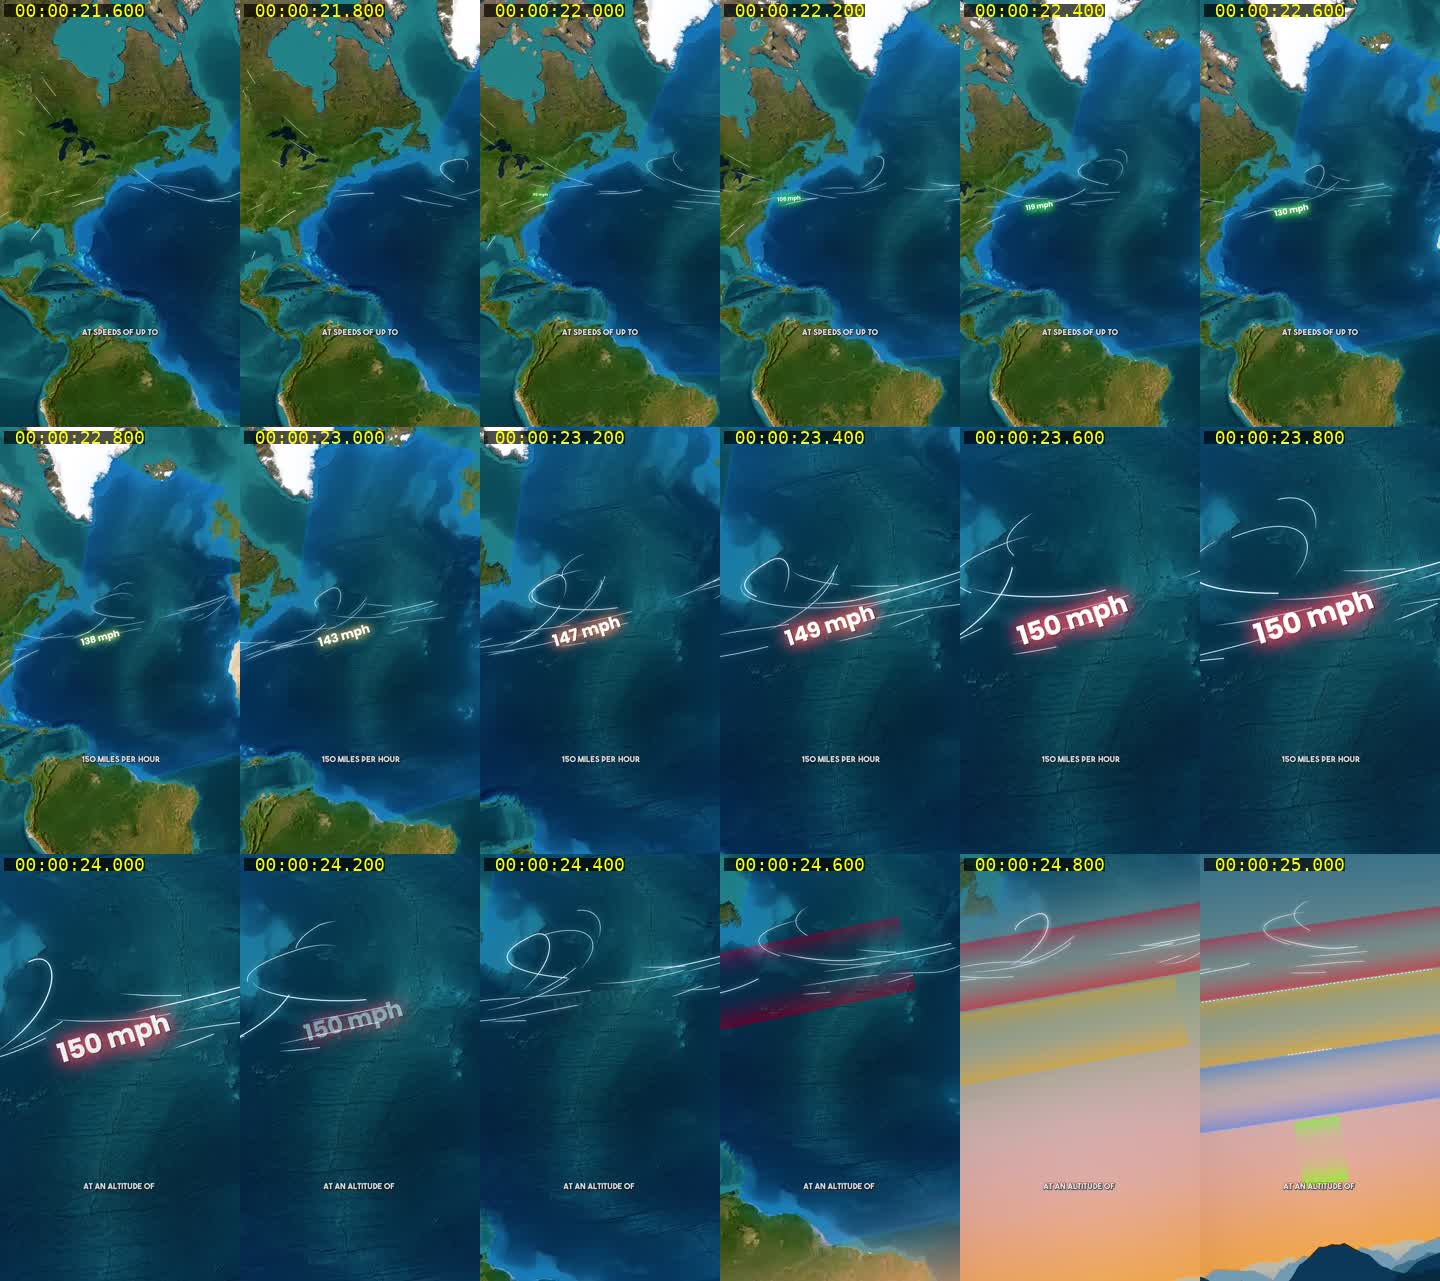 00:00:21.600
AT SPEEDS OF UP TO
00:00:21.800
AT SPEEDS OF UP TO
00:00:22.000
AT SPEEDS OF UP TO
00:00:22.200
106 mph
AT SPEEDS OF UP TO
00:00:22.400
119 mph
AT SPEEDS OF UP TO
00:00:22.600
130 mph
AT SPEEDS OF UP TO
00:00:22.800
138 mph
150 MILES PER HOUR
00:00:23.000
143 mph
150 MILES PER HOUR
00:00:23.200
147 mph
150 MILES PER HOUR
00:00:23.400
149 mph
150 MILES PER HOUR
00:00:23.600
150 mph
150 MILES PER HOUR
00:00:23.800
150 mph
150 MILES PER HOUR
00:00:24.000
150 mph
AT AN ALTITUDE OF
00:00:24.200
150 mph
AT AN ALTITUDE OF
00:00:24.400
AT AN ALTITUDE OF
00:00:24.600
AT AN ALTITUDE OF
00:00:24.800
AT AN ALTITUDE OF
00:00:25.000
AT AN ALTITUDE OF